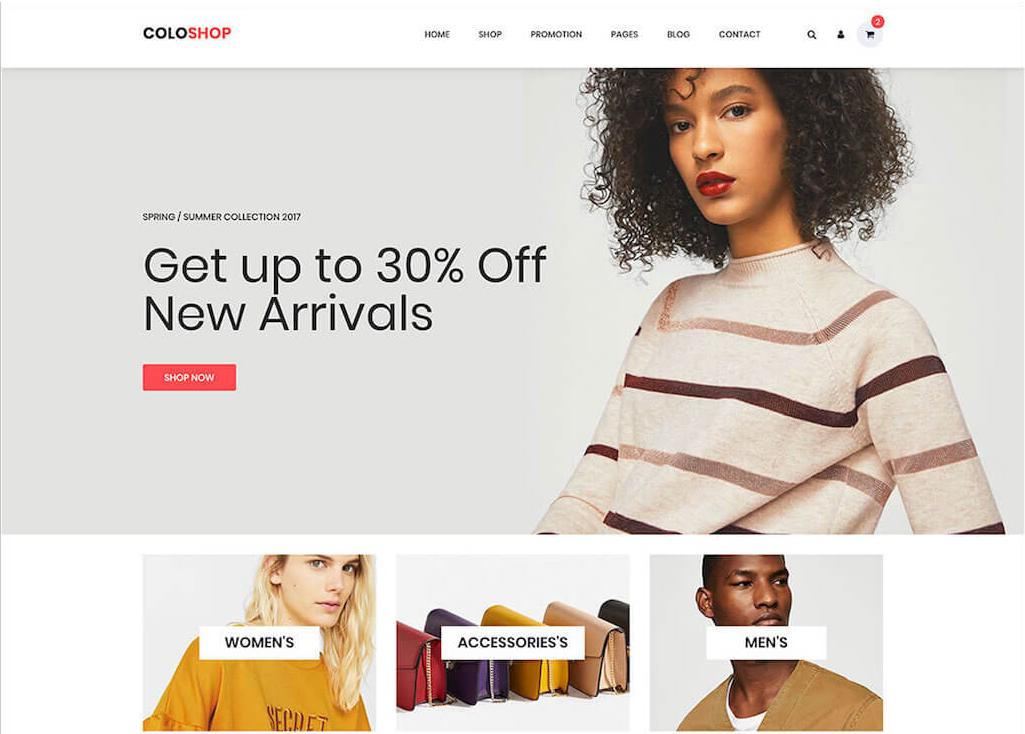 COLOSHOP
HOME SHOP PROMOTION PAGES BLOG CONTACT
2
SPRING / SUMMER COLLECTION 2017
Get up to 30% Off
New Arrivals
SHOP NOW
WOMEN'S
ACCESSORIES'S
MEN'S
SECRET